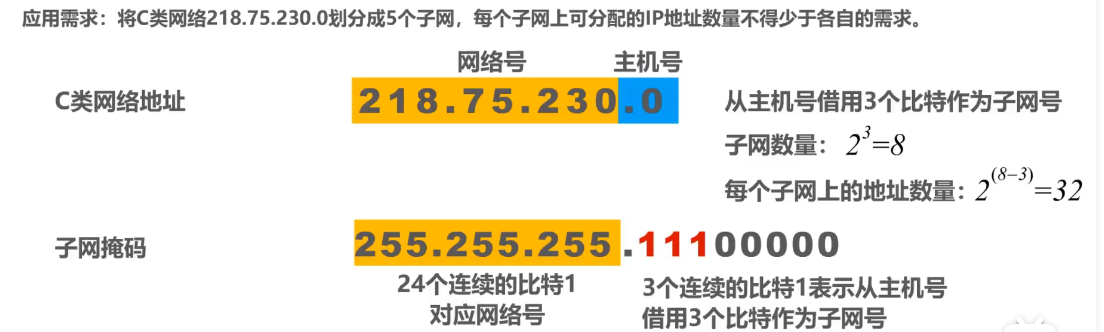 应用需求：将C类网络218.75.230.0划分成5个子网，每个子网上可分配的IP地址数量不得少于各自的需求。
网络号 主机号
C类网络地址 218.75.230.0 从主机号借用3个比特作为子网号
子网数量：2^3=8
每个子网上的地址数量：2^(8-3)=32
子网掩码 255.255.255.11100000
24个连续的比特1 3个连续的比特1表示从主机号
对应网络号 借用3个比特作为子网号